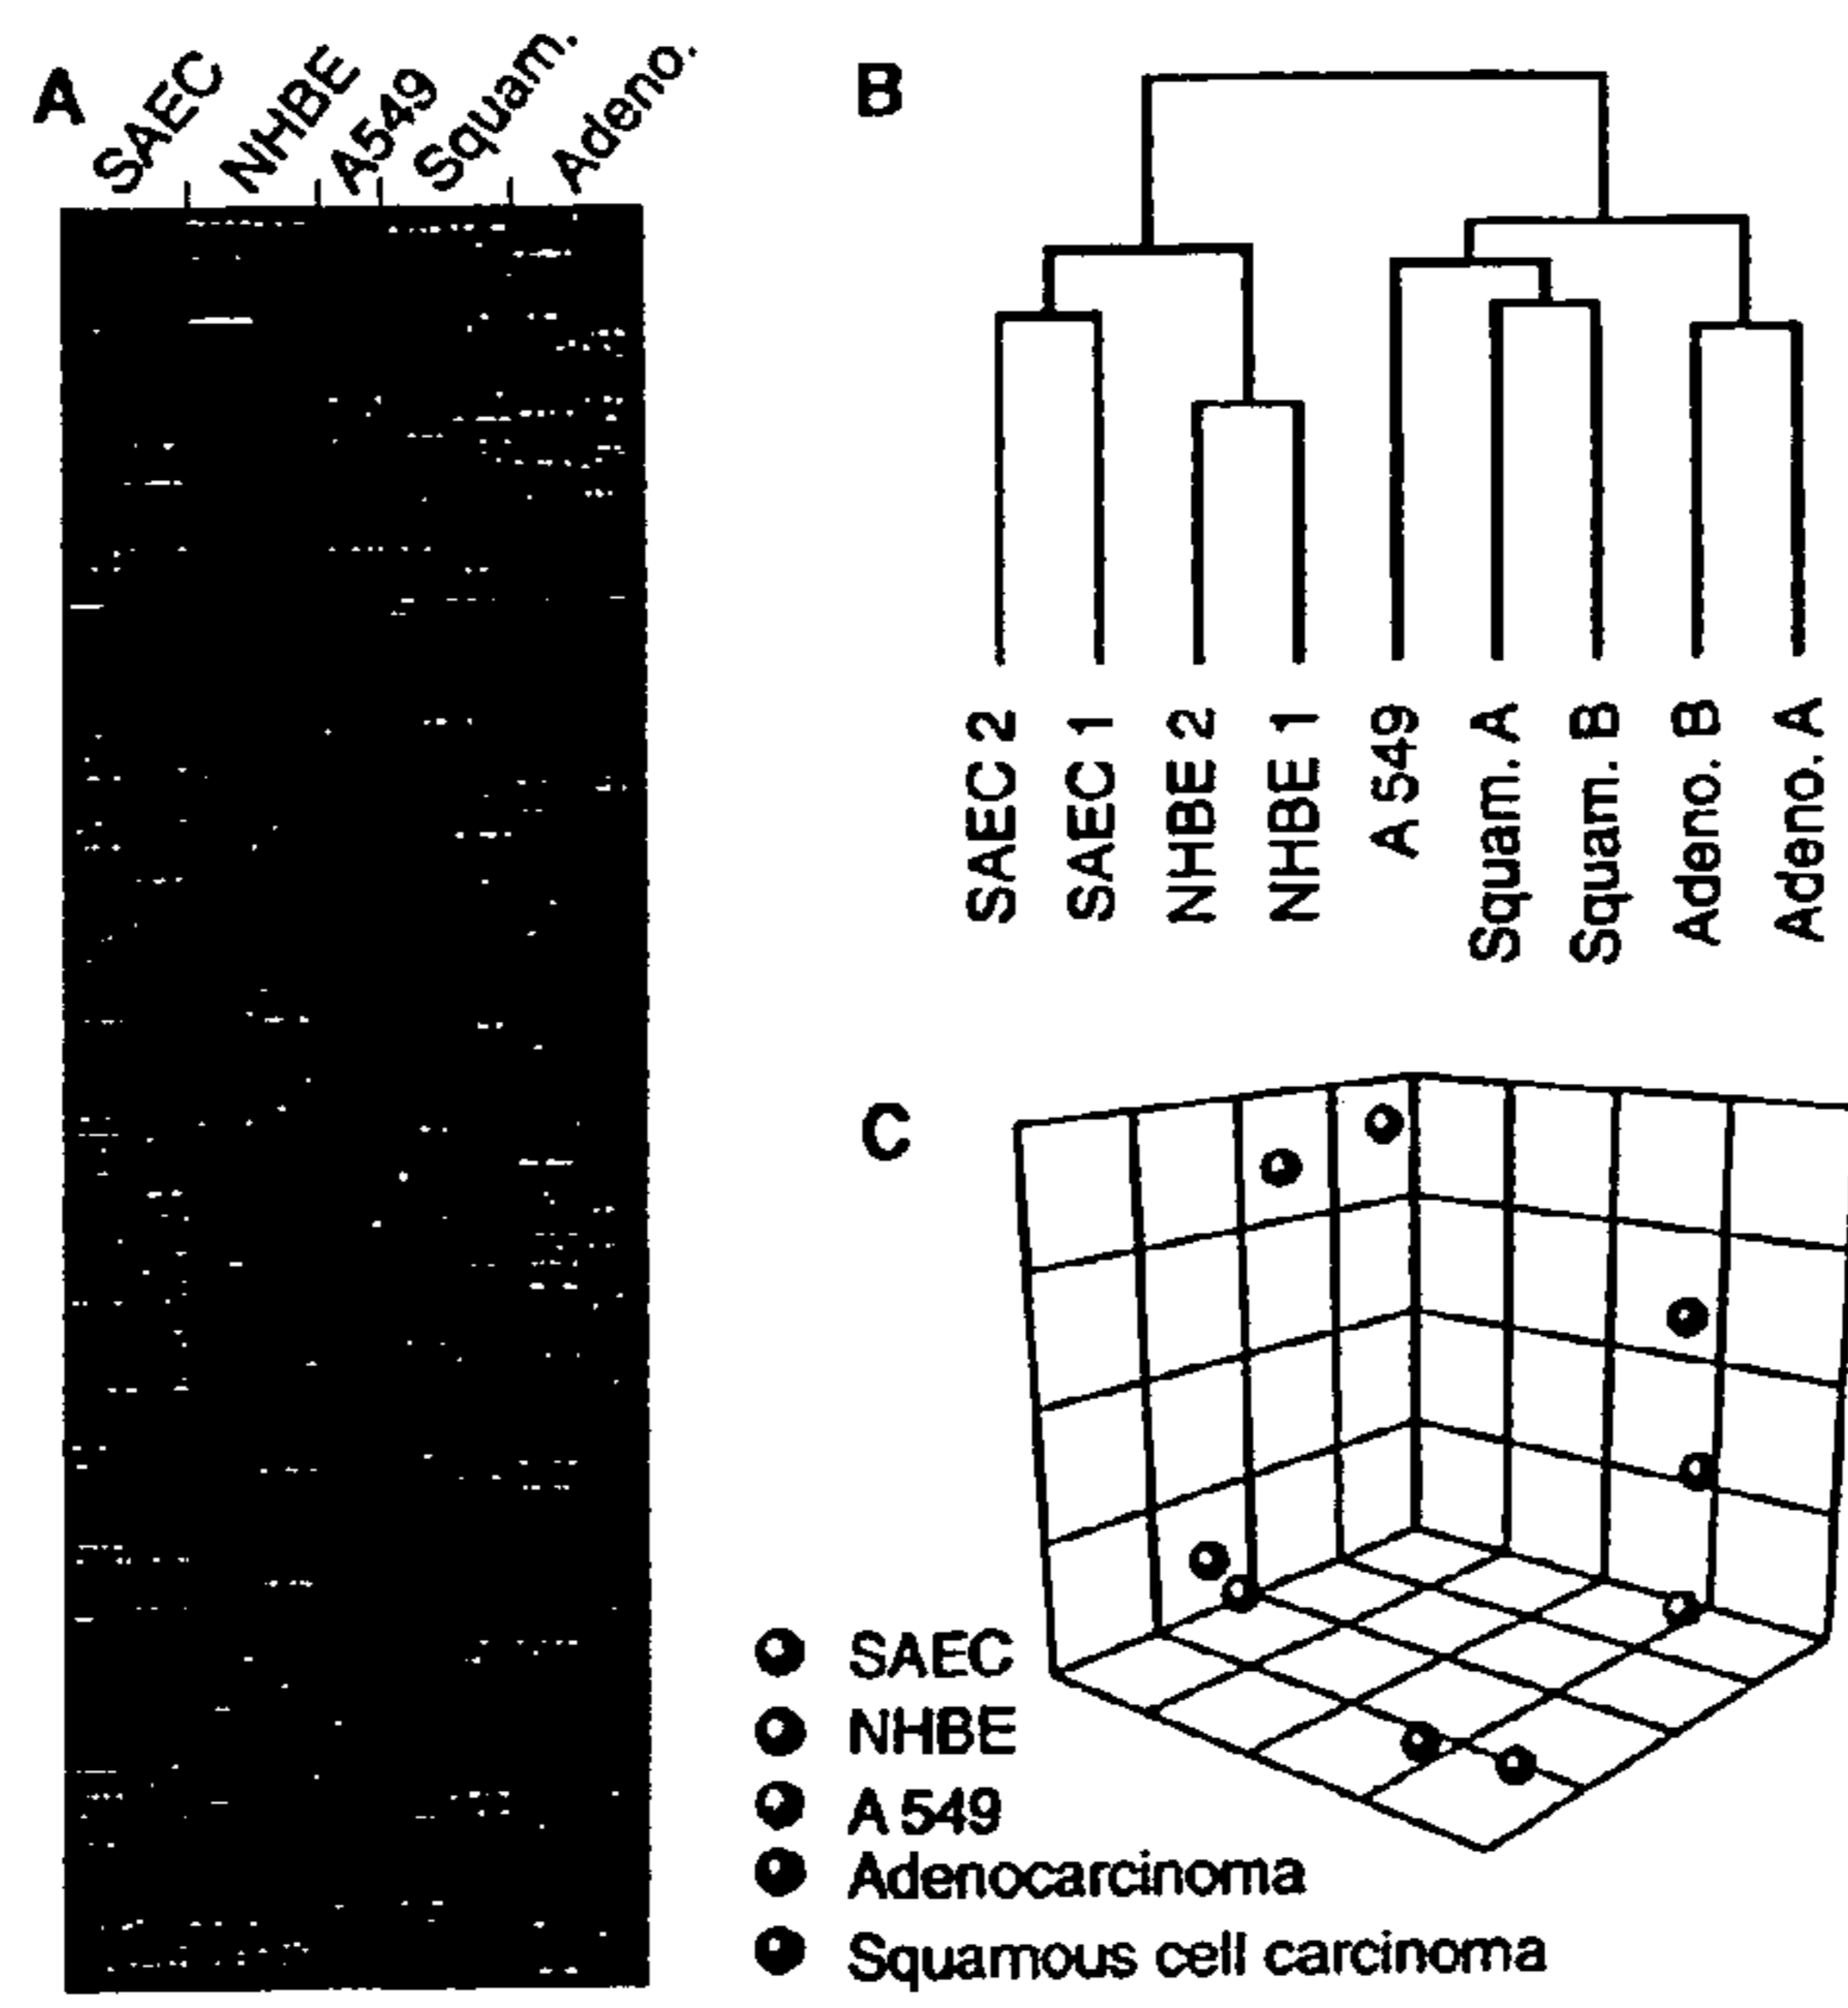 A
SAEC
NHBE
A549
Squam.
Adeno.
B
SAEC 2
SAEC 1
NHBE 2
NHBE 1
A 549
Squam. A
Squam. B
Adeno. B
Adeno. A
C
SAEC
NHBE
A 549
Adenocarcinoma
Squamous cell carcinoma